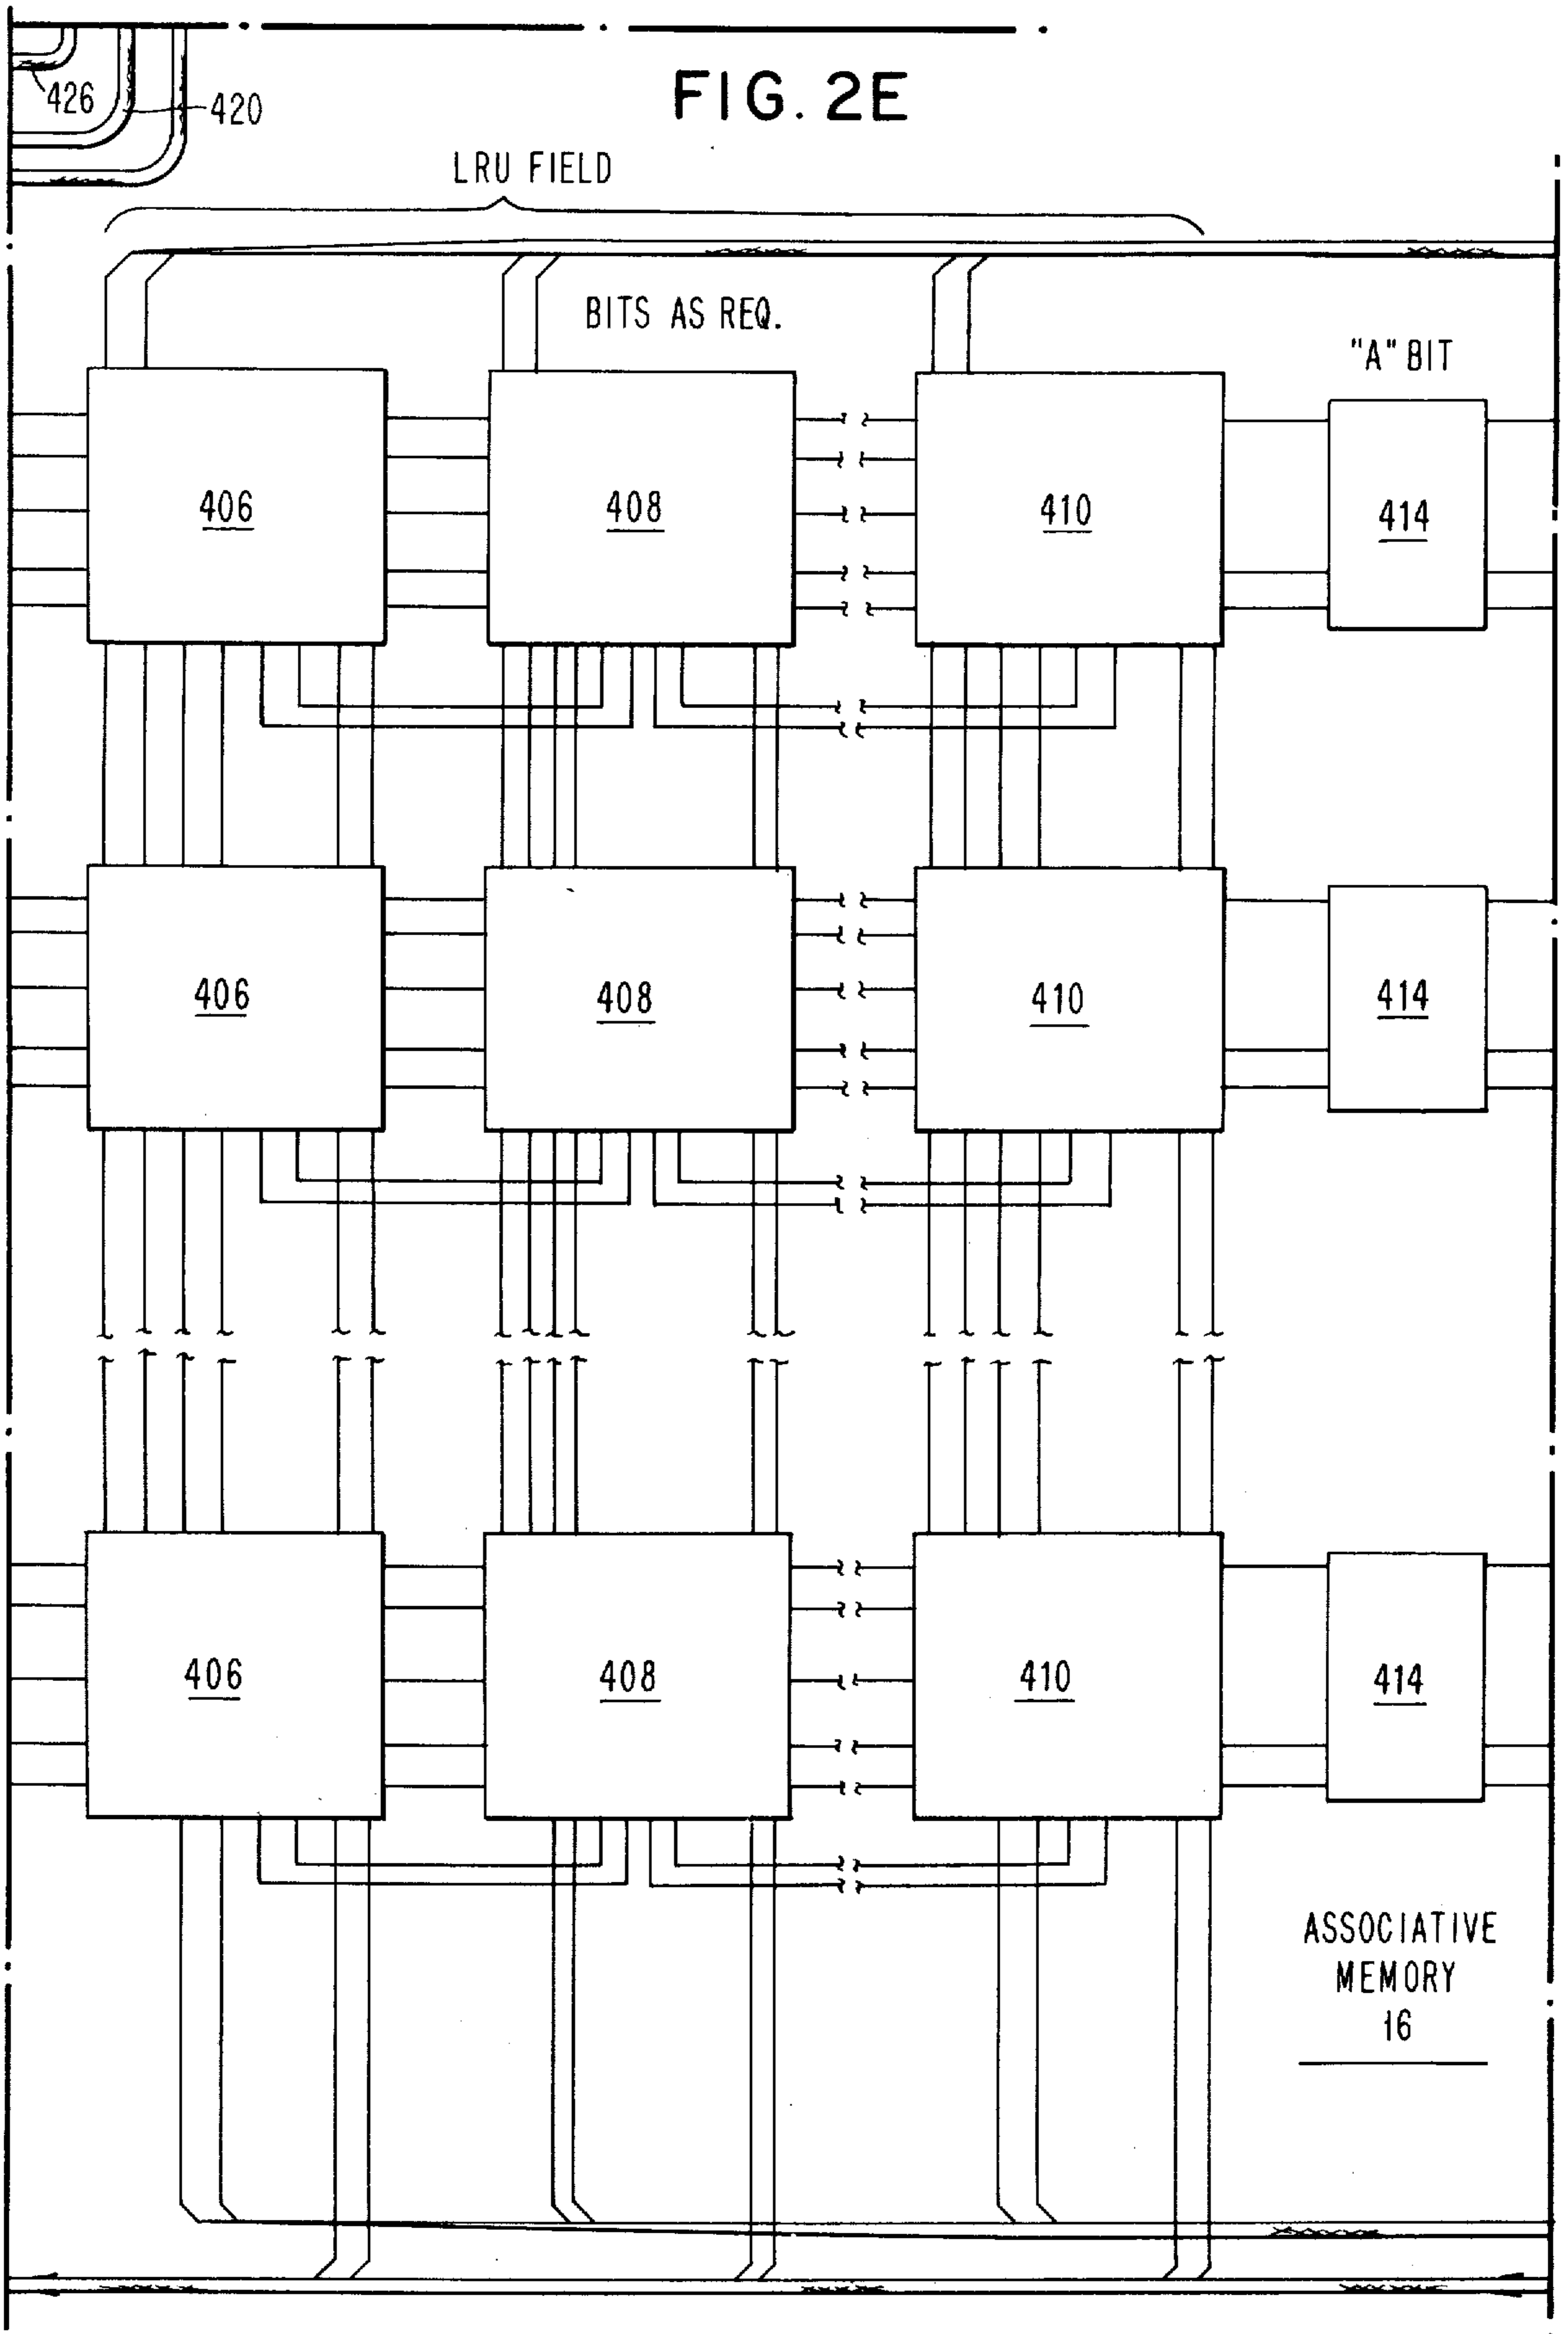 FIG. 2E
426
420
LRU FIELD
BITS AS REQ.
"A" BIT
406
408
410
414
406
408
410
414
406
408
410
414
ASSOCIATIVE
MEMORY
16